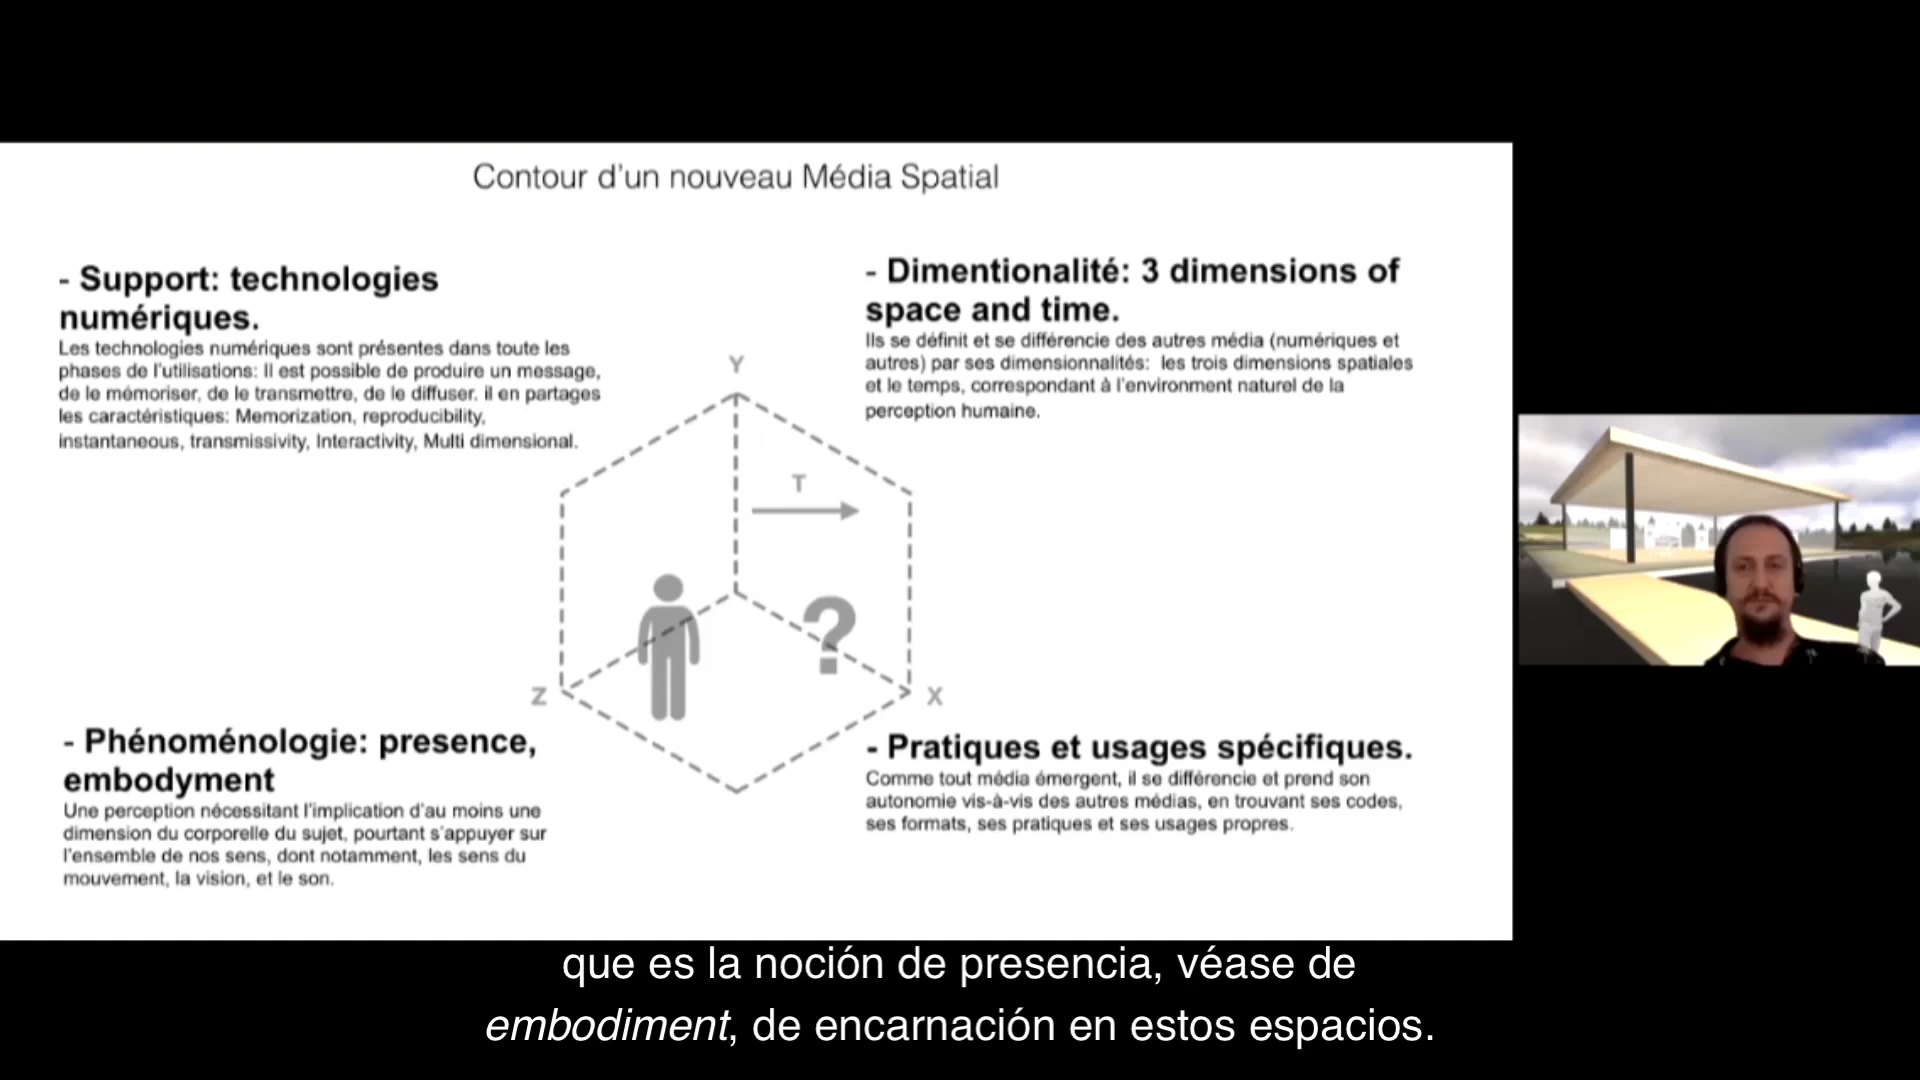 Contour d'un nouveau Média Spatial
- Support: technologies
numériques.
Les technologies numériques sont présentes dans toute les
phases de l'utilisations: Il est possible de produire un message,
de le mémoriser, de le transmettre, de le diffuser. il en partages
les caractéristiques: Memorization, reproducibility,
instantaneous, transmissivity, Interactivity, Multi dimensional.
- Dimentionalité: 3 dimensions of
space and time.
Ils se définit et se différencie des autres média (numériques et
autres) par ses dimensionnalités: les trois dimensions spatiales
et le temps, correspondant à l'environment naturel de la
perception humaine.
Y
T
?
Z
X
- Phénoménologie: presence,
embodyment
Une perception nécessitant l'implication d'au moins une
dimension du corporelle du sujet, pourtant s'appuyer sur
l'ensemble de nos sens, dont notamment, les sens du
mouvement, la vision, et le son.
- Pratiques et usages spécifiques.
Comme tout média émergent, il se différencie et prend son
autonomie vis-à-vis des autres médias, en trouvant ses codes,
ses formats, ses pratiques et ses usages propres.
que es la noción de presencia, véase de
embodiment, de encarnación en estos espacios.